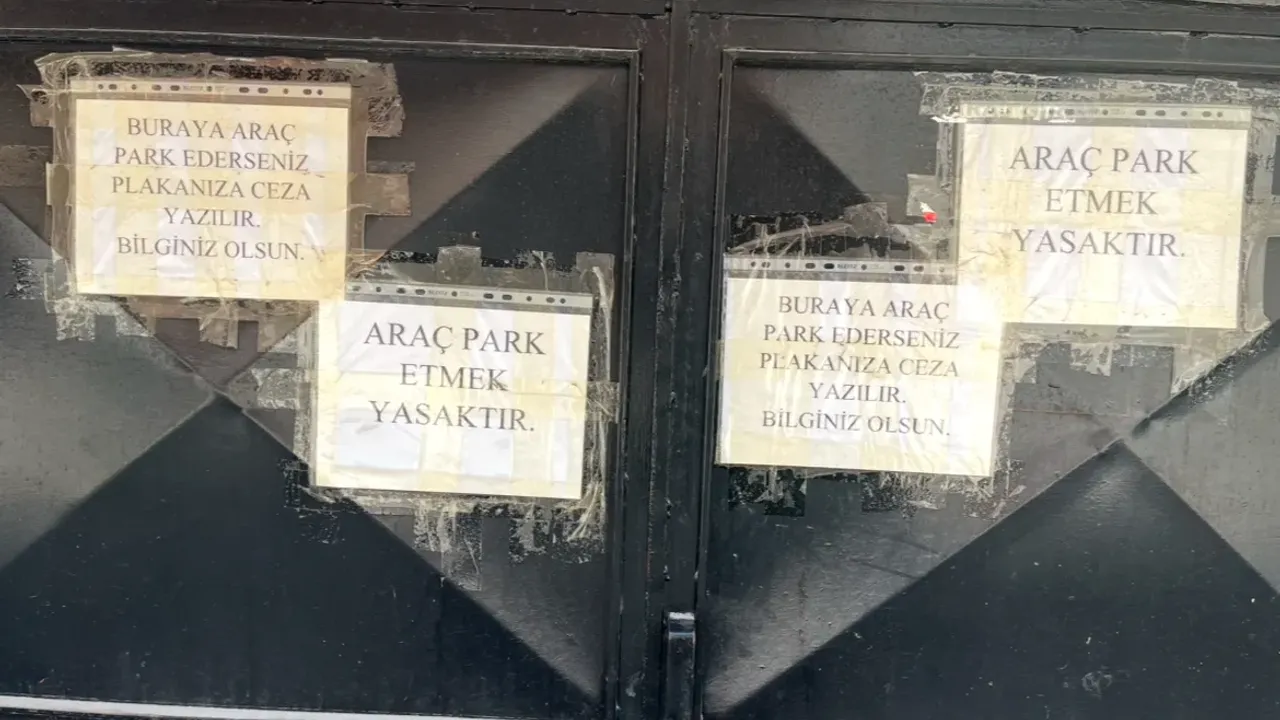 BURAYA ARAÇ
PARK EDERSENİZ
PLAKANIZA CEZA
YAZILIR.
BİLGİNİZ OLSUN.
ARAÇ PARK
ETMEK
YASAKTIR.
BURAYA ARAÇ
PARK EDERSENİZ
PLAKANIZA CEZA
YAZILIR.
BİLGİNİZ OLSUN.
ARAÇ PARK
ETMEK
YASAKTIR.